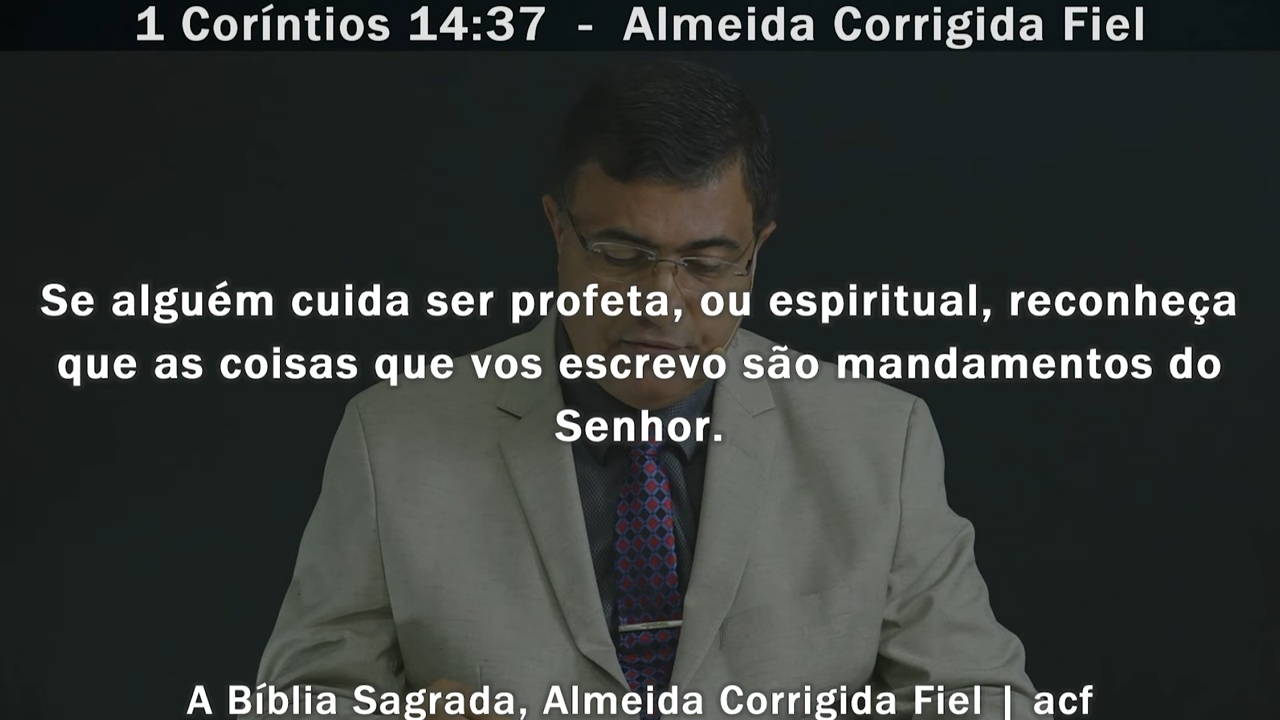 1 Coríntios 14:37 - Almeida Corrigida Fiel
Se alguém cuida ser profeta, ou espiritual, reconheça
que as coisas que vos escrevo são mandamentos do
Senhor.
A Bíblia Sagrada, Almeida Corrigida Fiel | acf